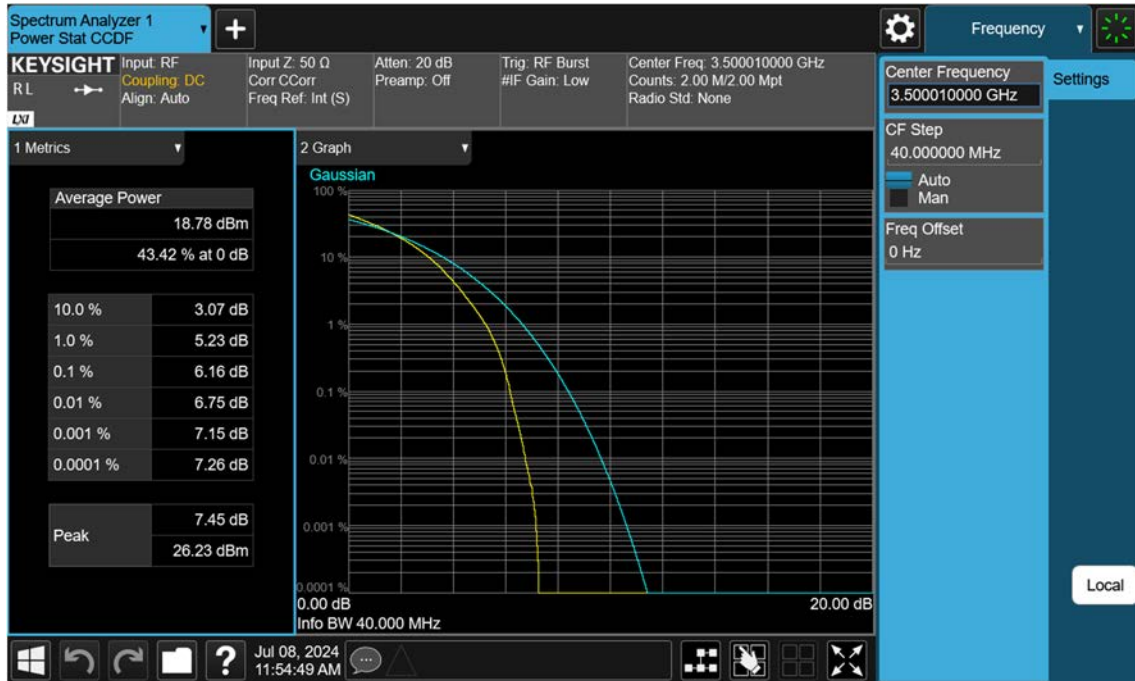 Spectrum Analyzer 1
Power Stat CCDF
Frequency
KEYSIGHT
R L
LXI
Input: RF
Coupling: DC
Align: Auto
Input Z: 50 Ω
Corr CCorr
Freq Ref: Int (S)
Atten: 20 dB
Preamp: Off
Trig: RF Burst
#IF Gain: Low
Center Freq: 3.500010000 GHz
Counts: 2.00 M/2.00 Mpt
Radio Std: None
Center Frequency
3.500010000 GHz
Settings
CF Step
40.000000 MHz
Auto
Man
Freq Offset
0 Hz
Local
1 Metrics
Average Power
18.78 dBm
43.42 % at 0 dB
10.0 % 3.07 dB
1.0 % 5.23 dB
0.1 % 6.16 dB
0.01 % 6.75 dB
0.001 % 7.15 dB
0.0001 % 7.26 dB
Peak
7.45 dB
26.23 dBm
2 Graph
Gaussian
100 %
10 %
1 %
0.1 %
0.01 %
0.001 %
0.0001 %
0.00 dB 20.00 dB
Info BW 40.000 MHz
?
Jul 08, 2024
11:54:49 AM